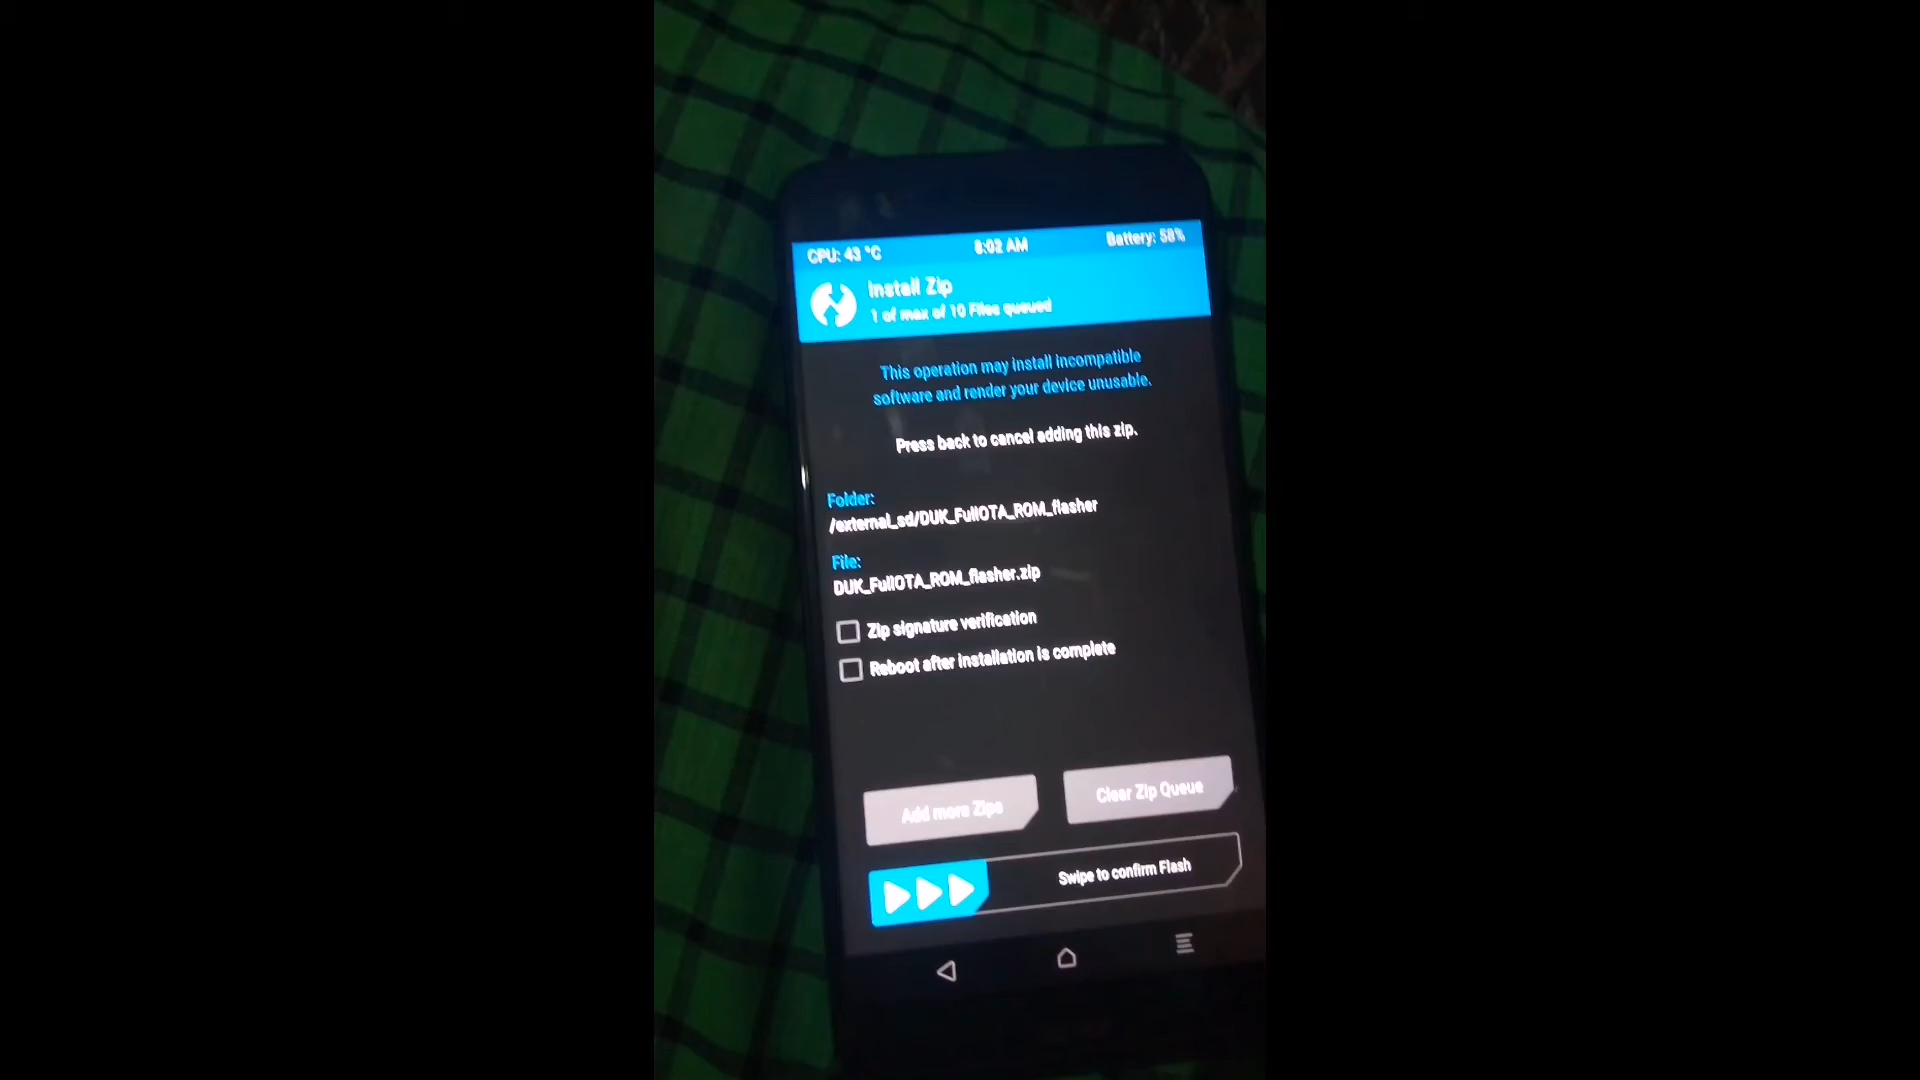 CPU: 43 °C 8:02 AM Battery: 58%
Install Zip
1 of max of 10 Files queued
This operation may install incompatible
software and render your device unusable.
Press back to cancel adding this zip.
Folder:
/external_sd/DUK_FullOTA_ROM_flasher
File:
DUK_FullOTA_ROM_flasher.zip
Zip signature verification
Reboot after installation is complete
Add more Zips Clear Zip Queue
Swipe to confirm Flash